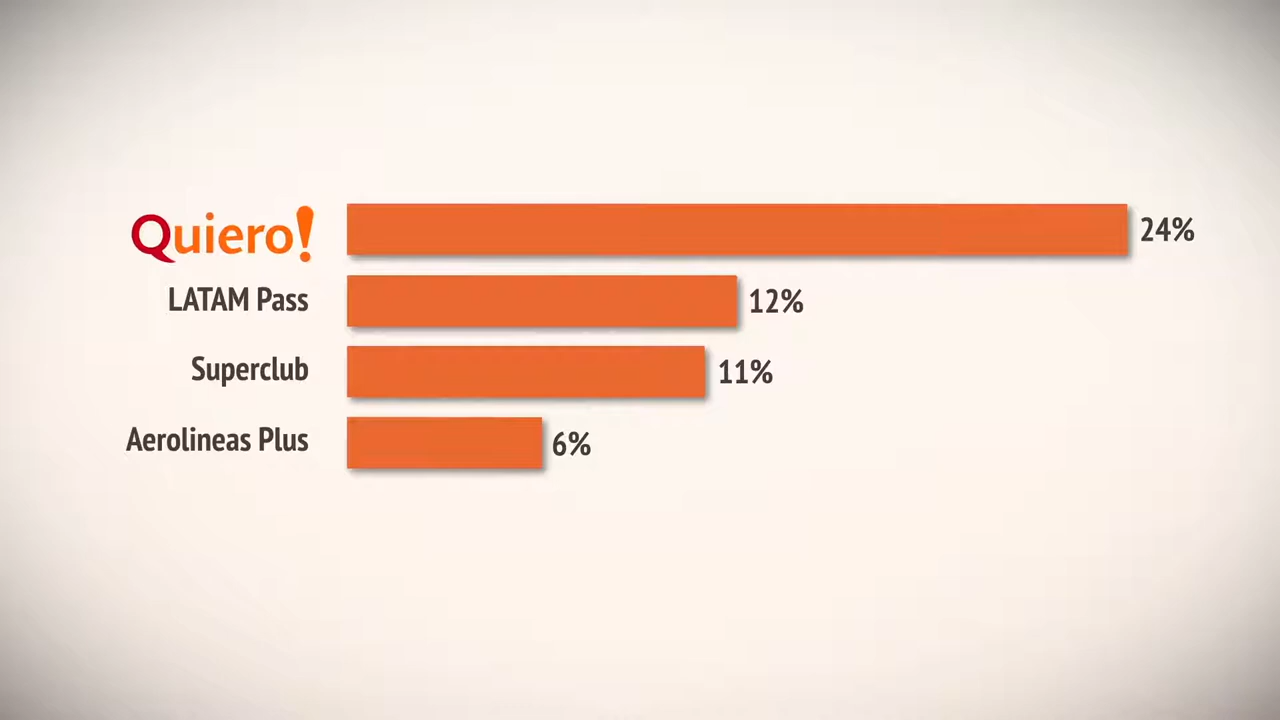 Quiero! 24%
LATAM Pass 12%
Superclub 11%
Aerolineas Plus 6%